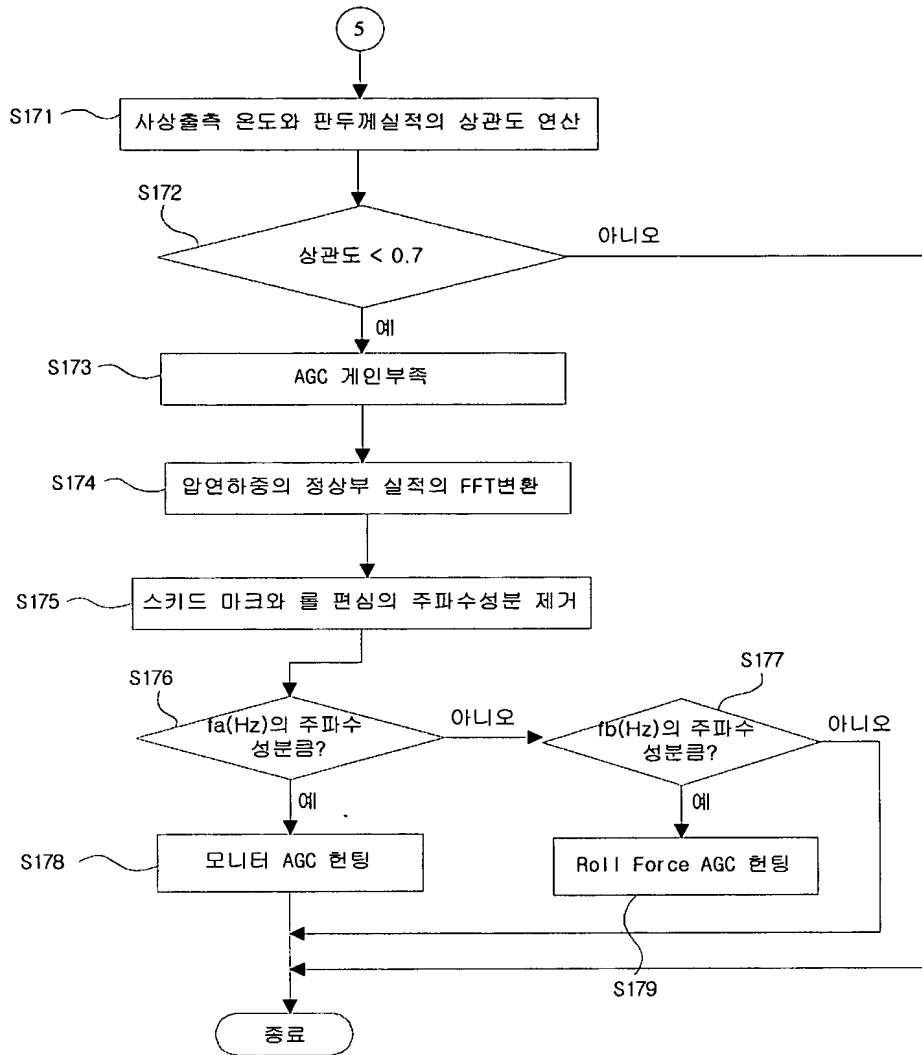 5
S171
사상출측 온도와 판두께실적의 상관도 연산
S172
상관도 < 0.7
아니오
예
S173
AGC 게인부족
S174
압연하중의 정상부 실적의 FFT변환
S175
스키드 마크와 롤 편심의 주파수성분 제거
S176
fa(Hz)의 주파수
성분큼?
아니오
S177
fb(Hz)의 주파수
성분큼?
아니오
예
예
S178
모니터 AGC 헌팅
Roll Force AGC 헌팅
S179
종료